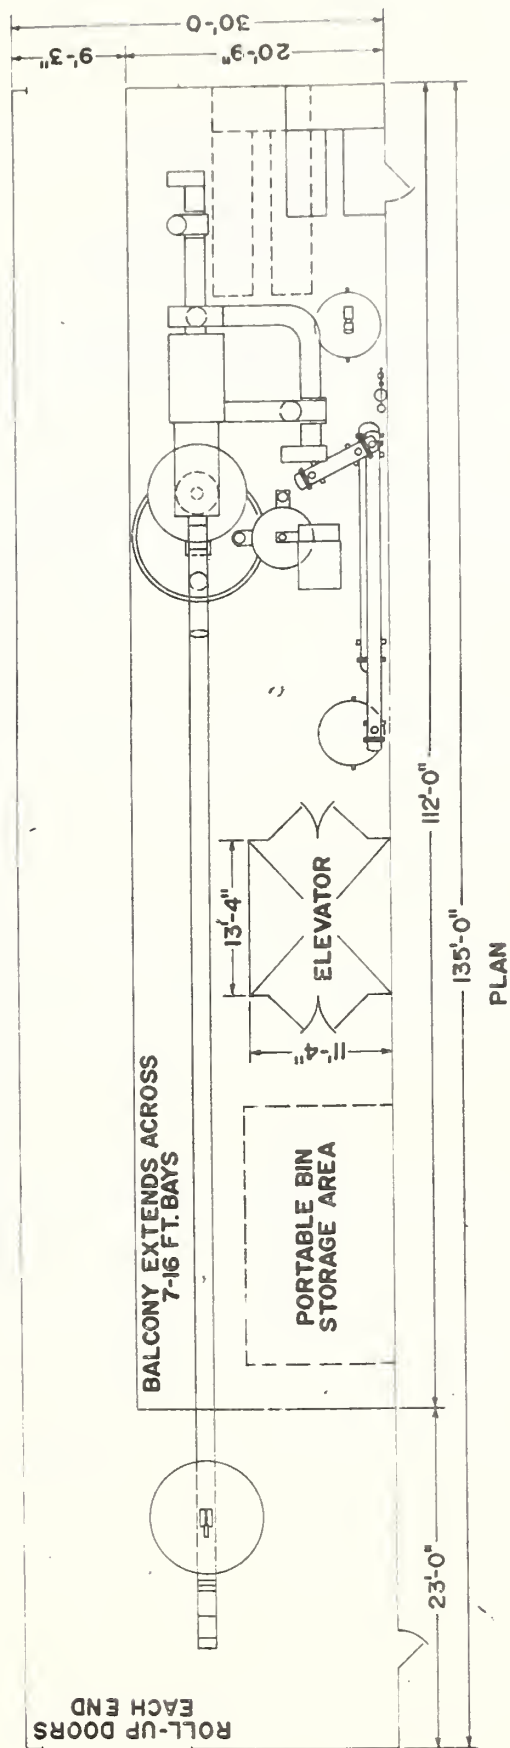 30'-0
9'-3"
20'-9"
BALCONY EXTENDS ACROSS
7-16 FT. BAYS
13'-4"
11'-4"
ELEVATOR
PORTABLE BIN
STORAGE AREA
ROLL-UP DOORS
EACH END
23'-0"
112'-0"
135'-0"
PLAN